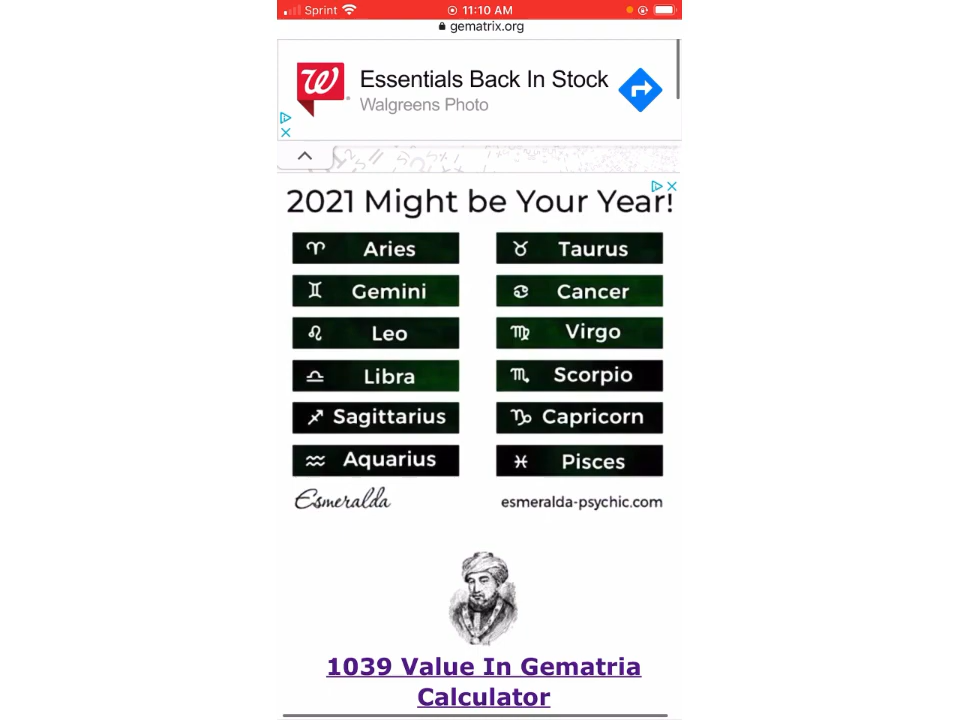 Sprint 11:10 AM
gematrix.org
Essentials Back In Stock
Walgreens Photo
2021 Might be Your Year!
Aries Taurus
Gemini Cancer
Leo Virgo
Libra Scorpio
Sagittarius Capricorn
Aquarius Pisces
Esmeralda esmeralda-psychic.com
1039 Value In Gematria
Calculator